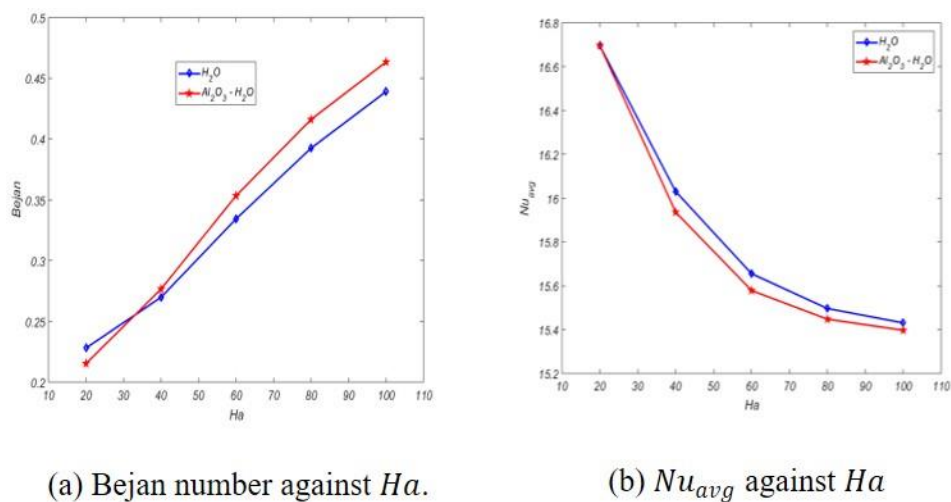 0.5
0.45
0.4
0.35
0.3
0.25
0.2
Bejan
H₂O
Al₂O₃ - H₂O
10 20 30 40 50 60 70 80 90 100 110
Ha
16.8
16.6
16.4
16.2
16
15.8
15.6
15.4
15.2
Nu_avg
H₂O
Al₂O₃ - H₂O
10 20 30 40 50 60 70 80 90 100 110
Ha
(a) Bejan number against Ha.
(b) Nu_avg against Ha